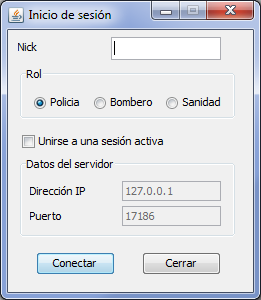 Inicio de sesión
Nick
Rol
Policia Bombero Sanidad
Unirse a una sesión activa
Datos del servidor
Dirección IP 127.0.0.1
Puerto 17186
Conectar Cerrar